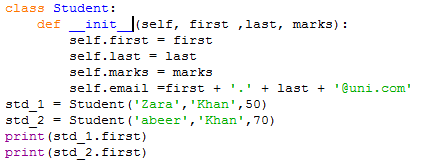 class Student:
    def __init__(self, first ,last, marks):
        self.first = first
        self.last = last
        self.marks = marks
        self.email =first + '.' + last + '@uni.com'
std_1 = Student('Zara','Khan',50)
std_2 = Student('abeer','Khan',70)
print(std_1.first)
print(std_2.first)